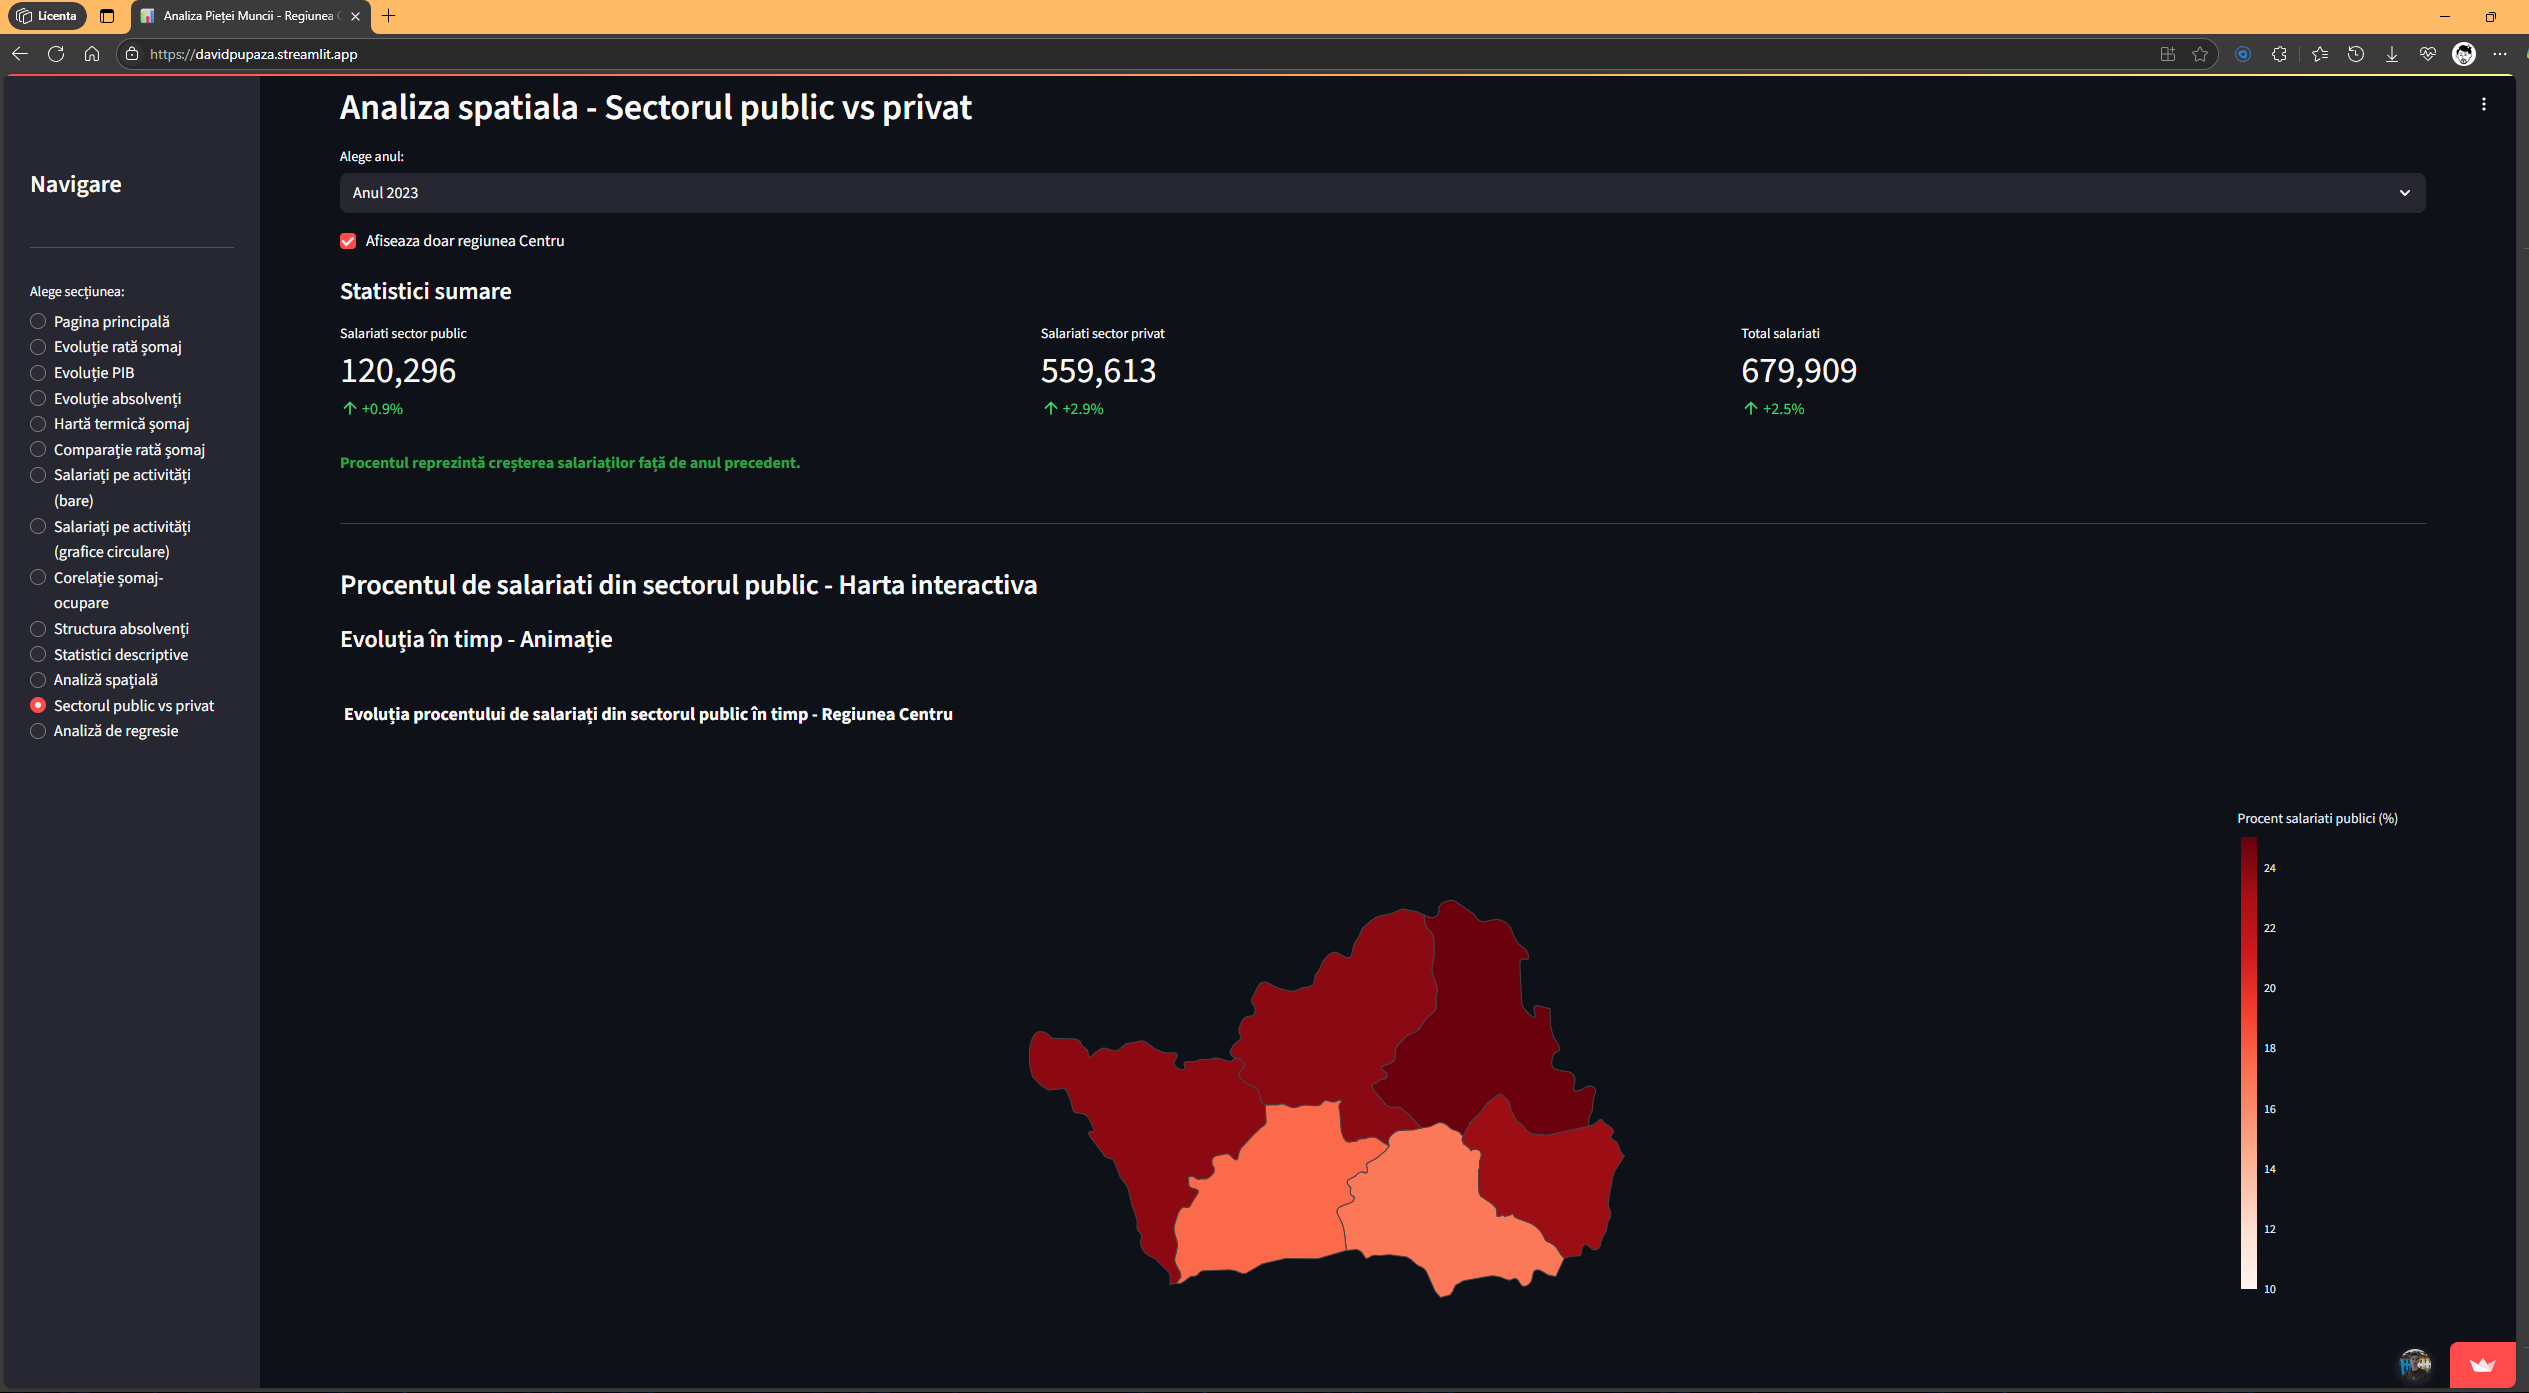 Licenta
Analiza Pieței Muncii - Regiunea
https://davidpupaza.streamlit.app
Navigare
Alege secțiunea:
Pagina principală
Evoluție rată șomaj
Evoluție PIB
Evoluție absolvenți
Hartă termică șomaj
Comparație rată șomaj
Salariați pe activități
(bare)
Salariați pe activități
(grafice circulare)
Corelație șomaj-
ocupare
Structura absolvenți
Statistici descriptive
Analiză spațială
Sectorul public vs privat
Analiză de regresie
Analiza spatiala - Sectorul public vs privat
Alege anul:
Anul 2023
Afiseaza doar regiunea Centru
Statistici sumare
Salariati sector public
120,296
+0.9%
Salariati sector privat
559,613
+2.9%
Total salariati
679,909
+2.5%
Procentul reprezintă creșterea salariaților față de anul precedent.
Procentul de salariati din sectorul public - Harta interactiva
Evoluția în timp - Animație
Evoluția procentului de salariați din sectorul public în timp - Regiunea Centru
Procent salariati publici (%)
24
22
20
18
16
14
12
10